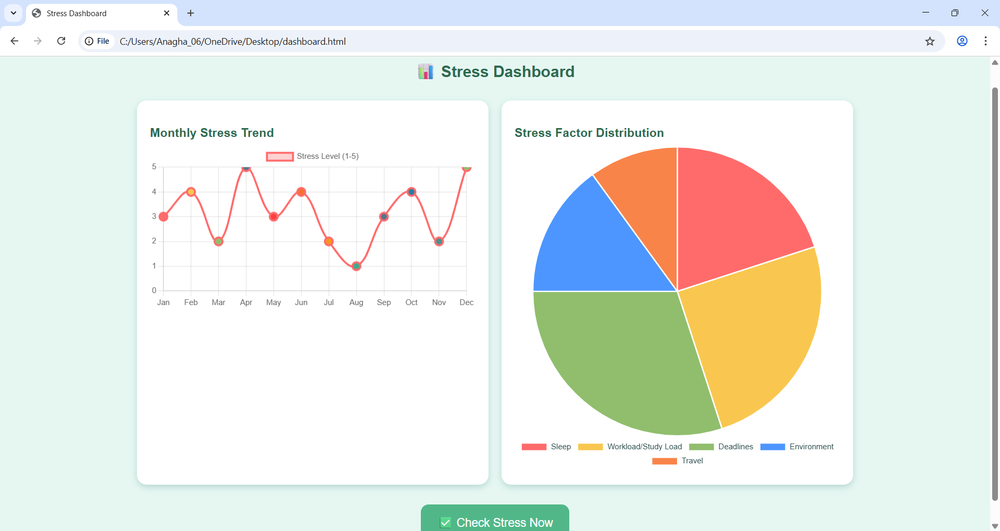 Stress Dashboard
File C:/Users/Anagha_06/OneDrive/Desktop/dashboard.html
Stress Dashboard
Monthly Stress Trend
Stress Level (1-5)
5
4
3
2
1
0
Jan Feb Mar Apr May Jun Jul Aug Sep Oct Nov Dec
Stress Factor Distribution
Sleep Workload/Study Load Deadlines Environment
Travel
Check Stress Now